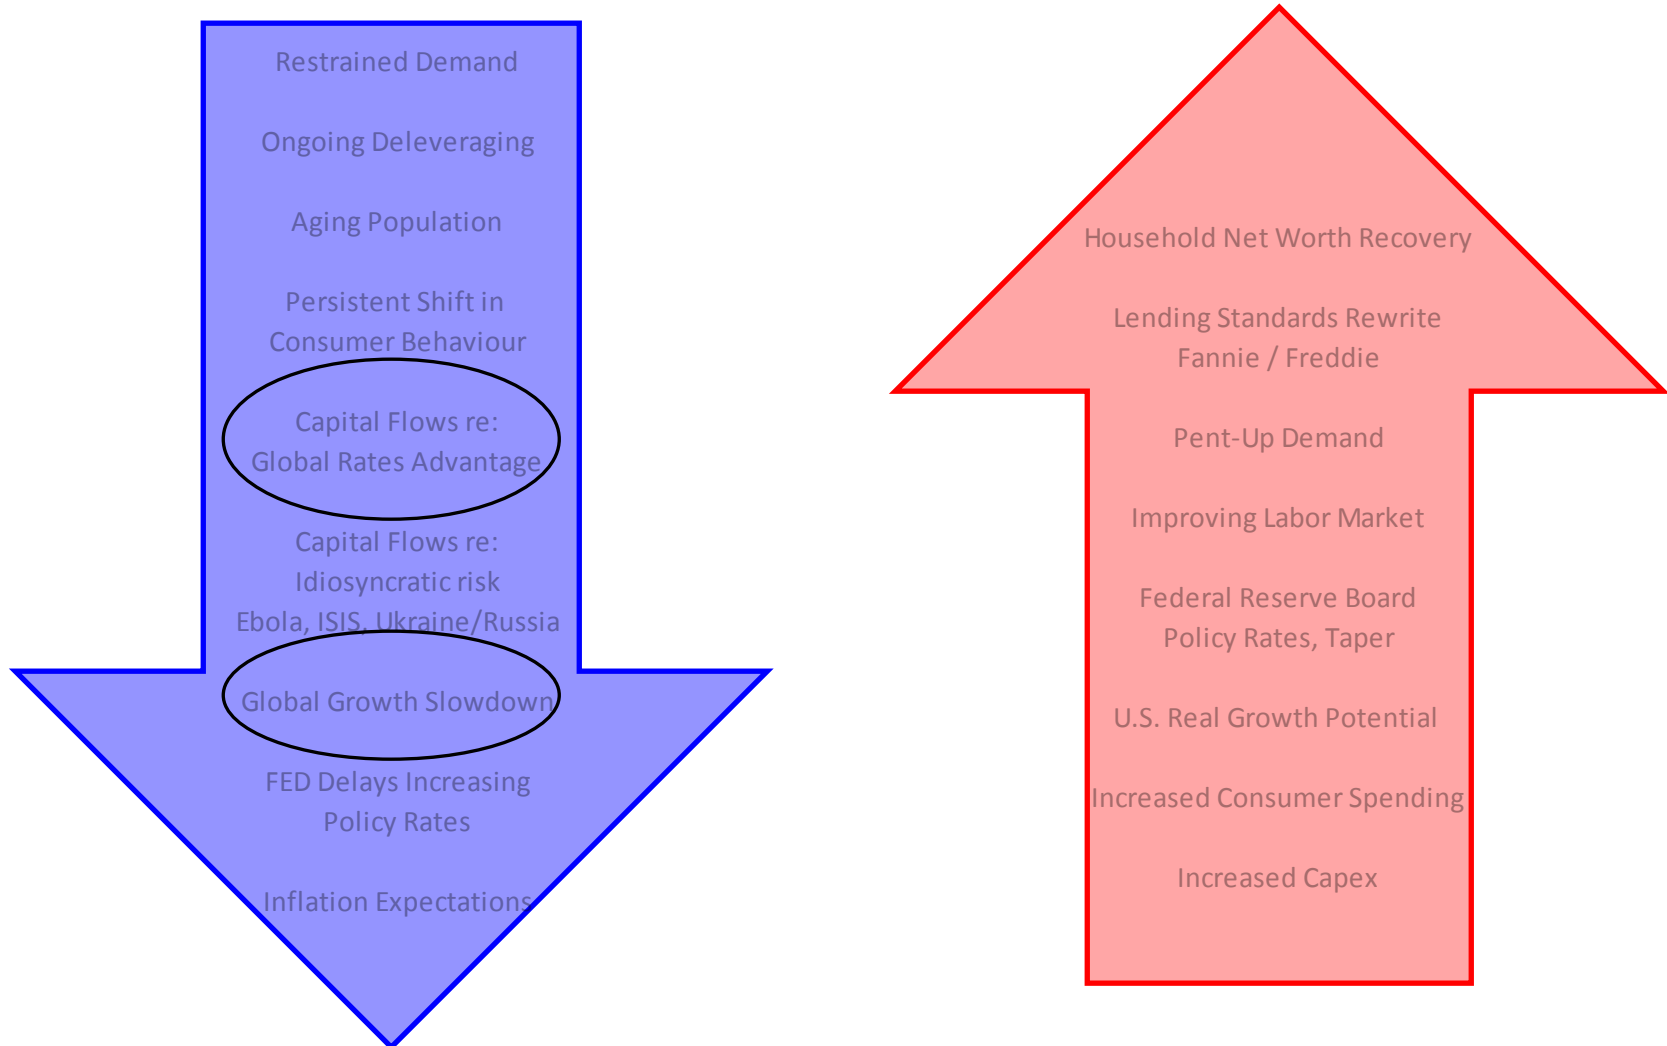 Restrained Demand
Ongoing Deleveraging
Aging Population
Persistent Shift in
Consumer Behaviour
Capital Flows re:
Global Rates Advantage
Capital Flows re:
Idiosyncratic risk
Ebola, ISIS, Ukraine/Russia
Global Growth Slowdown
FED Delays Increasing
Policy Rates
Inflation Expectations
Household Net Worth Recovery
Lending Standards Rewrite
Fannie / Freddie
Pent-Up Demand
Improving Labor Market
Federal Reserve Board
Policy Rates, Taper
U.S. Real Growth Potential
Increased Consumer Spending
Increased Capex